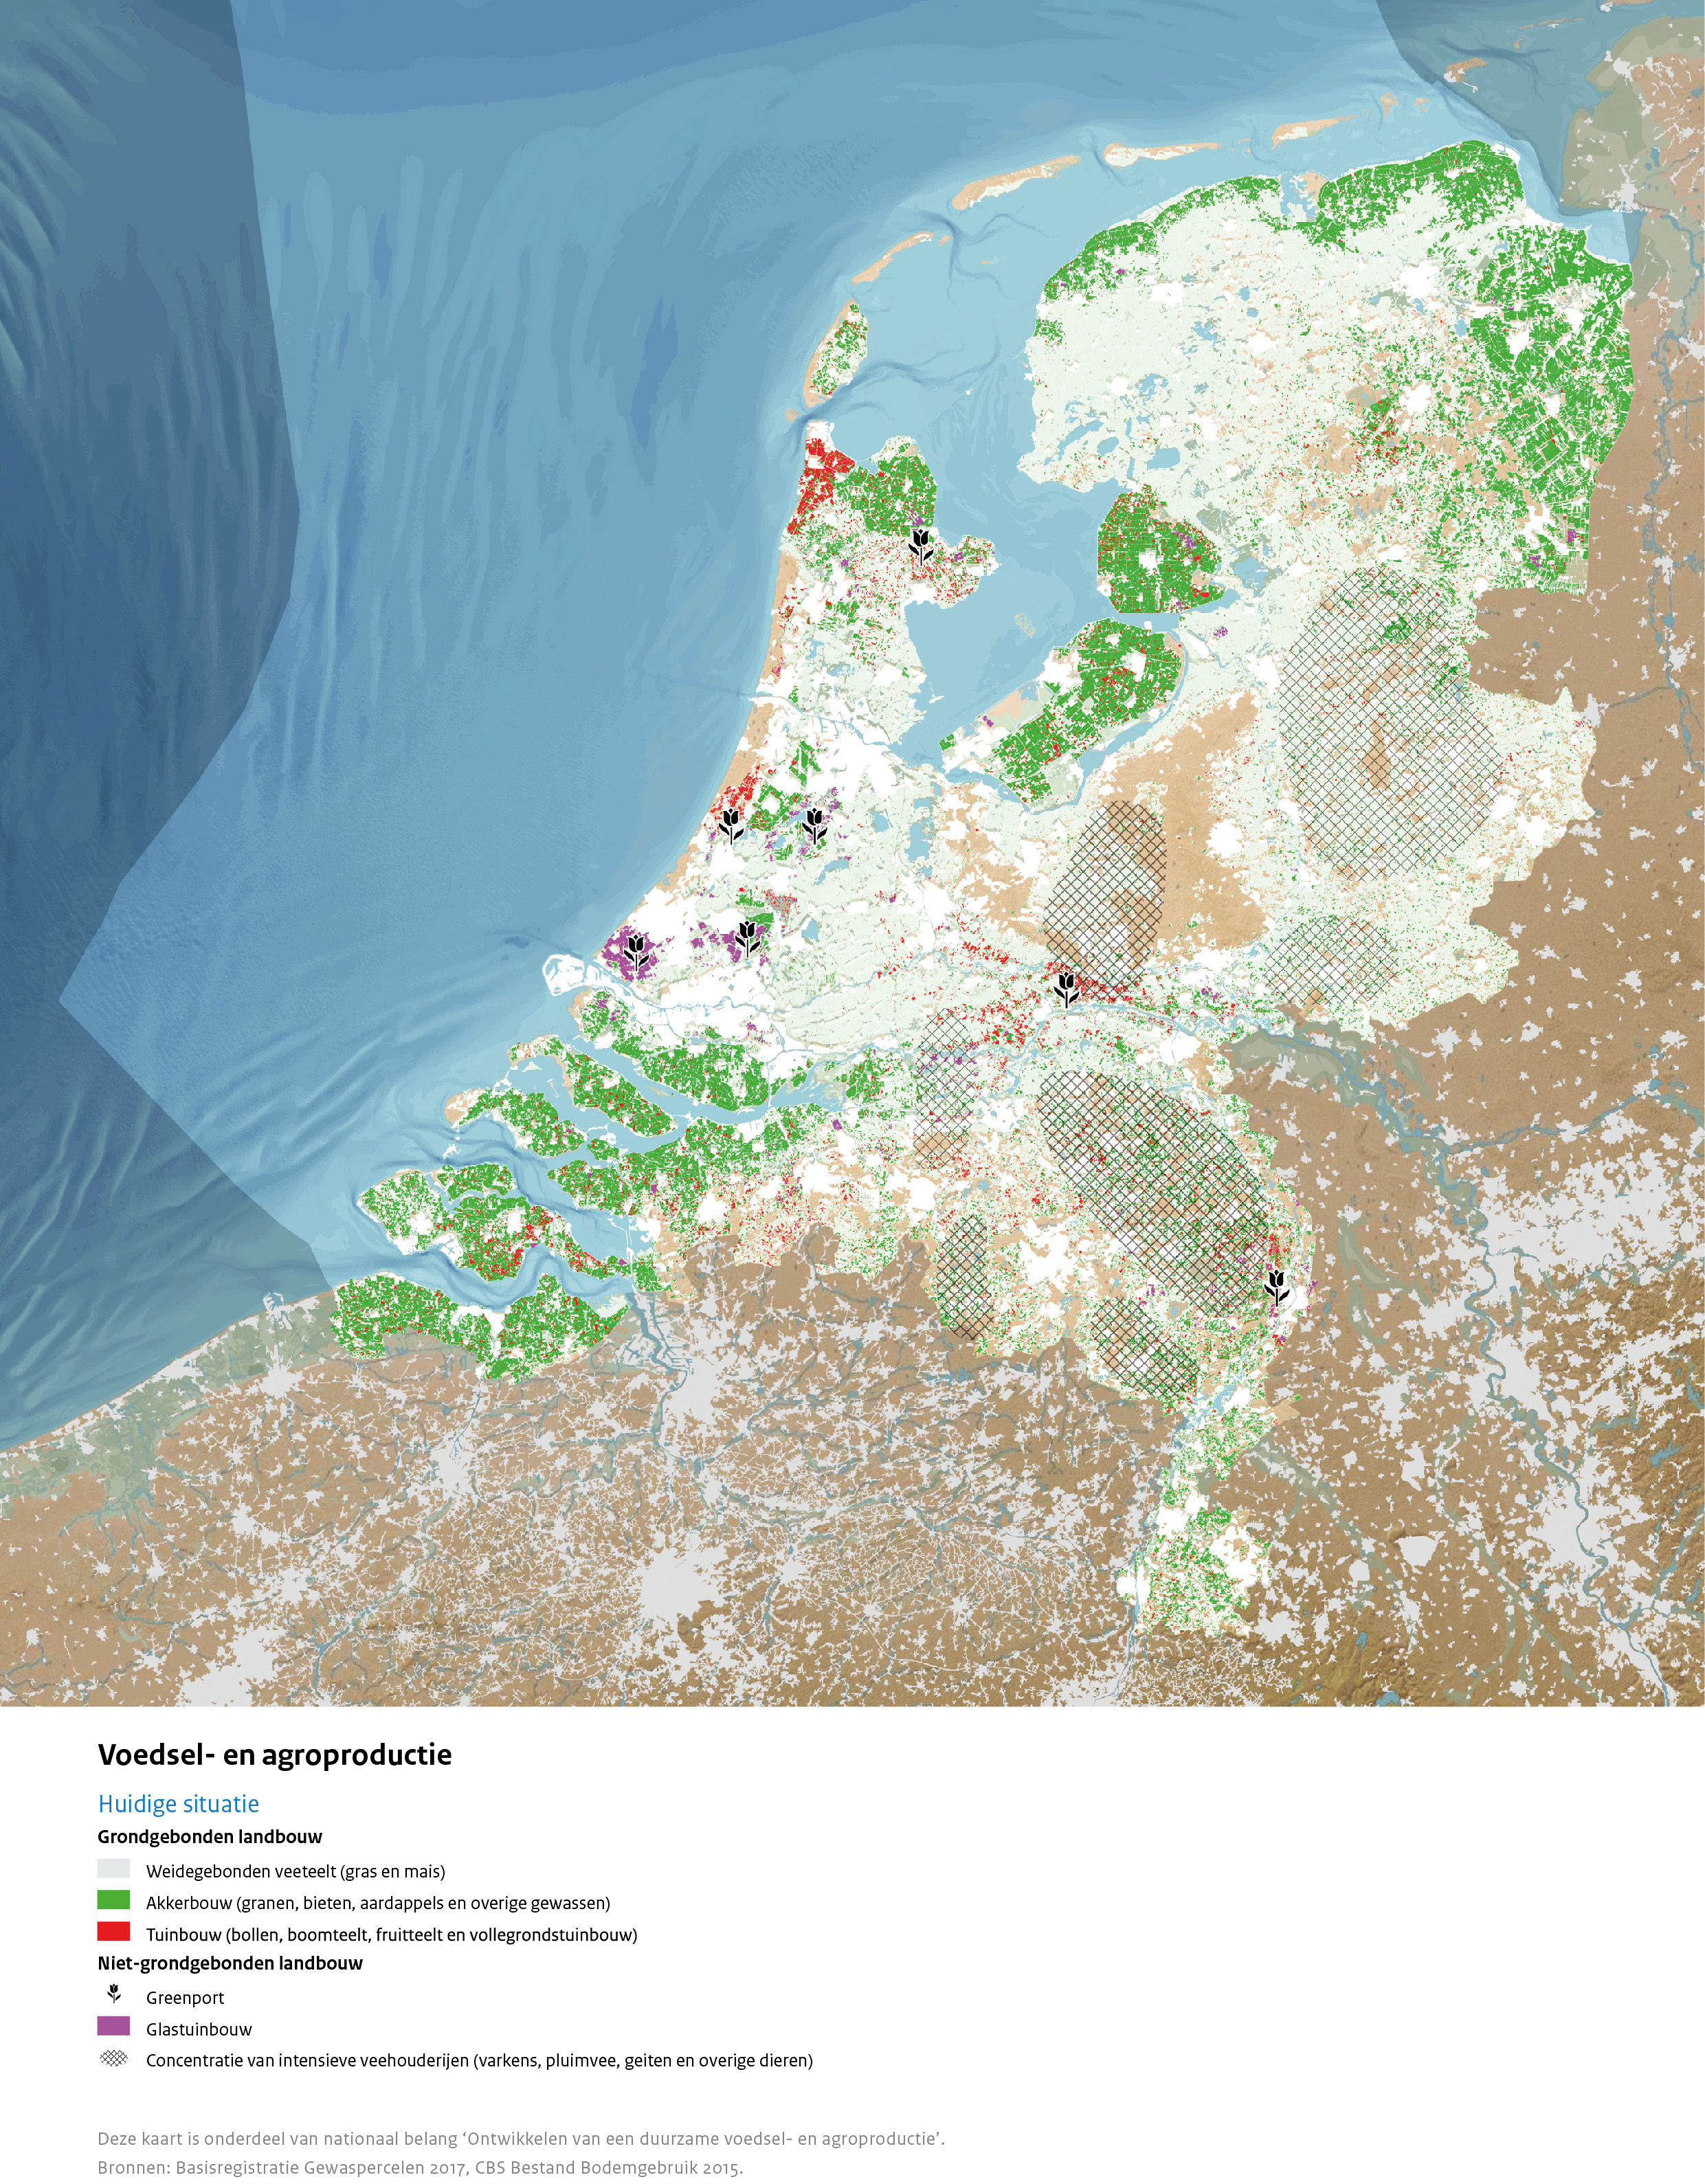 Voedsel- en agroproductie
Huidige situatie
Grondgebonden landbouw
Weidegebonden veeteelt (gras en mais)
Akkerbouw (granen, bieten, aardappels en overige gewassen)
Tuinbouw (bollen, boomteelt, fruitteelt en vollegrondstuinbouw)
Niet-grondgebonden landbouw
Greenport
Glastuinbouw
Concentratie van intensieve veehouderijen (varkens, pluimvee, geiten en overige dieren)
Deze kaart is onderdeel van nationaal belang ‘Ontwikkelen van een duurzame voedsel- en agroproductie’.
Bronnen: Basisregistratie Gewaspercelen 2017, CBS Bestand Bodemgebruik 2015.